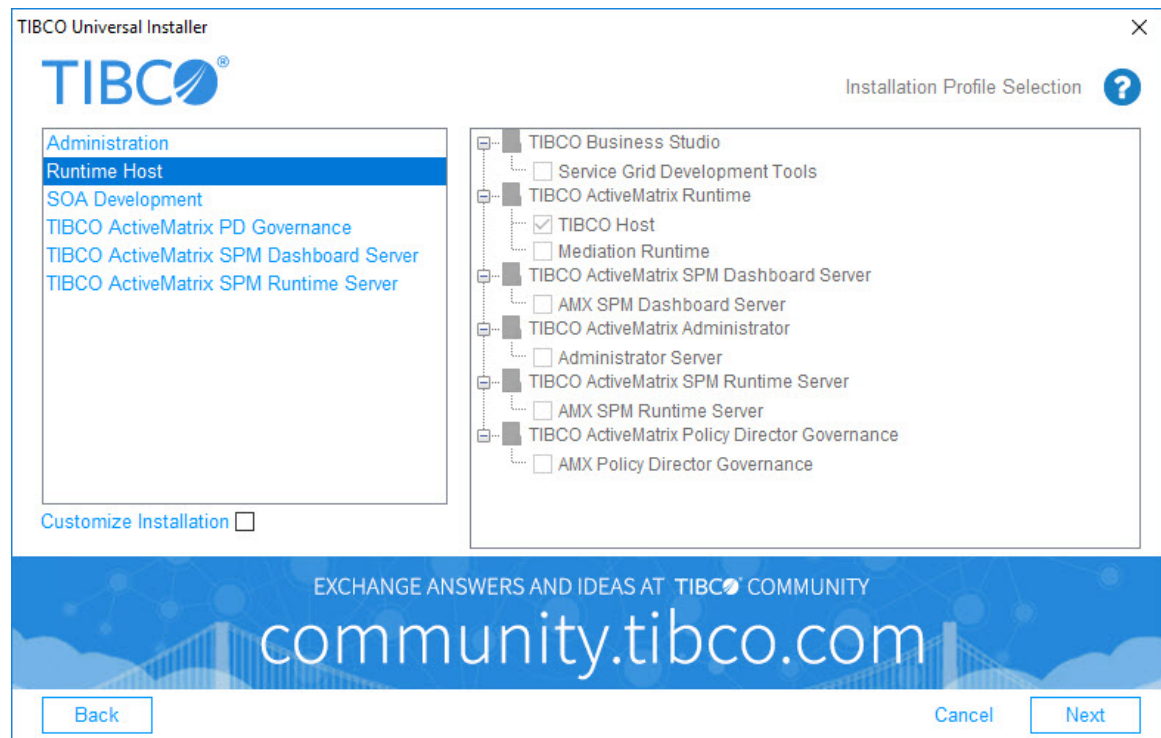 TIBCO Universal Installer
TIBCO®
Installation Profile Selection
?
Administration
Runtime Host
SOA Development
TIBCO ActiveMatrix PD Governance
TIBCO ActiveMatrix SPM Dashboard Server
TIBCO ActiveMatrix SPM Runtime Server
Customize Installation
TIBCO Business Studio
Service Grid Development Tools
TIBCO ActiveMatrix Runtime
TIBCO Host
Mediation Runtime
TIBCO ActiveMatrix SPM Dashboard Server
AMX SPM Dashboard Server
TIBCO ActiveMatrix Administrator
Administrator Server
TIBCO ActiveMatrix SPM Runtime Server
AMX SPM Runtime Server
TIBCO ActiveMatrix Policy Director Governance
AMX Policy Director Governance
EXCHANGE ANSWERS AND IDEAS AT TIBCO® COMMUNITY
community.tibco.com
Back
Cancel
Next